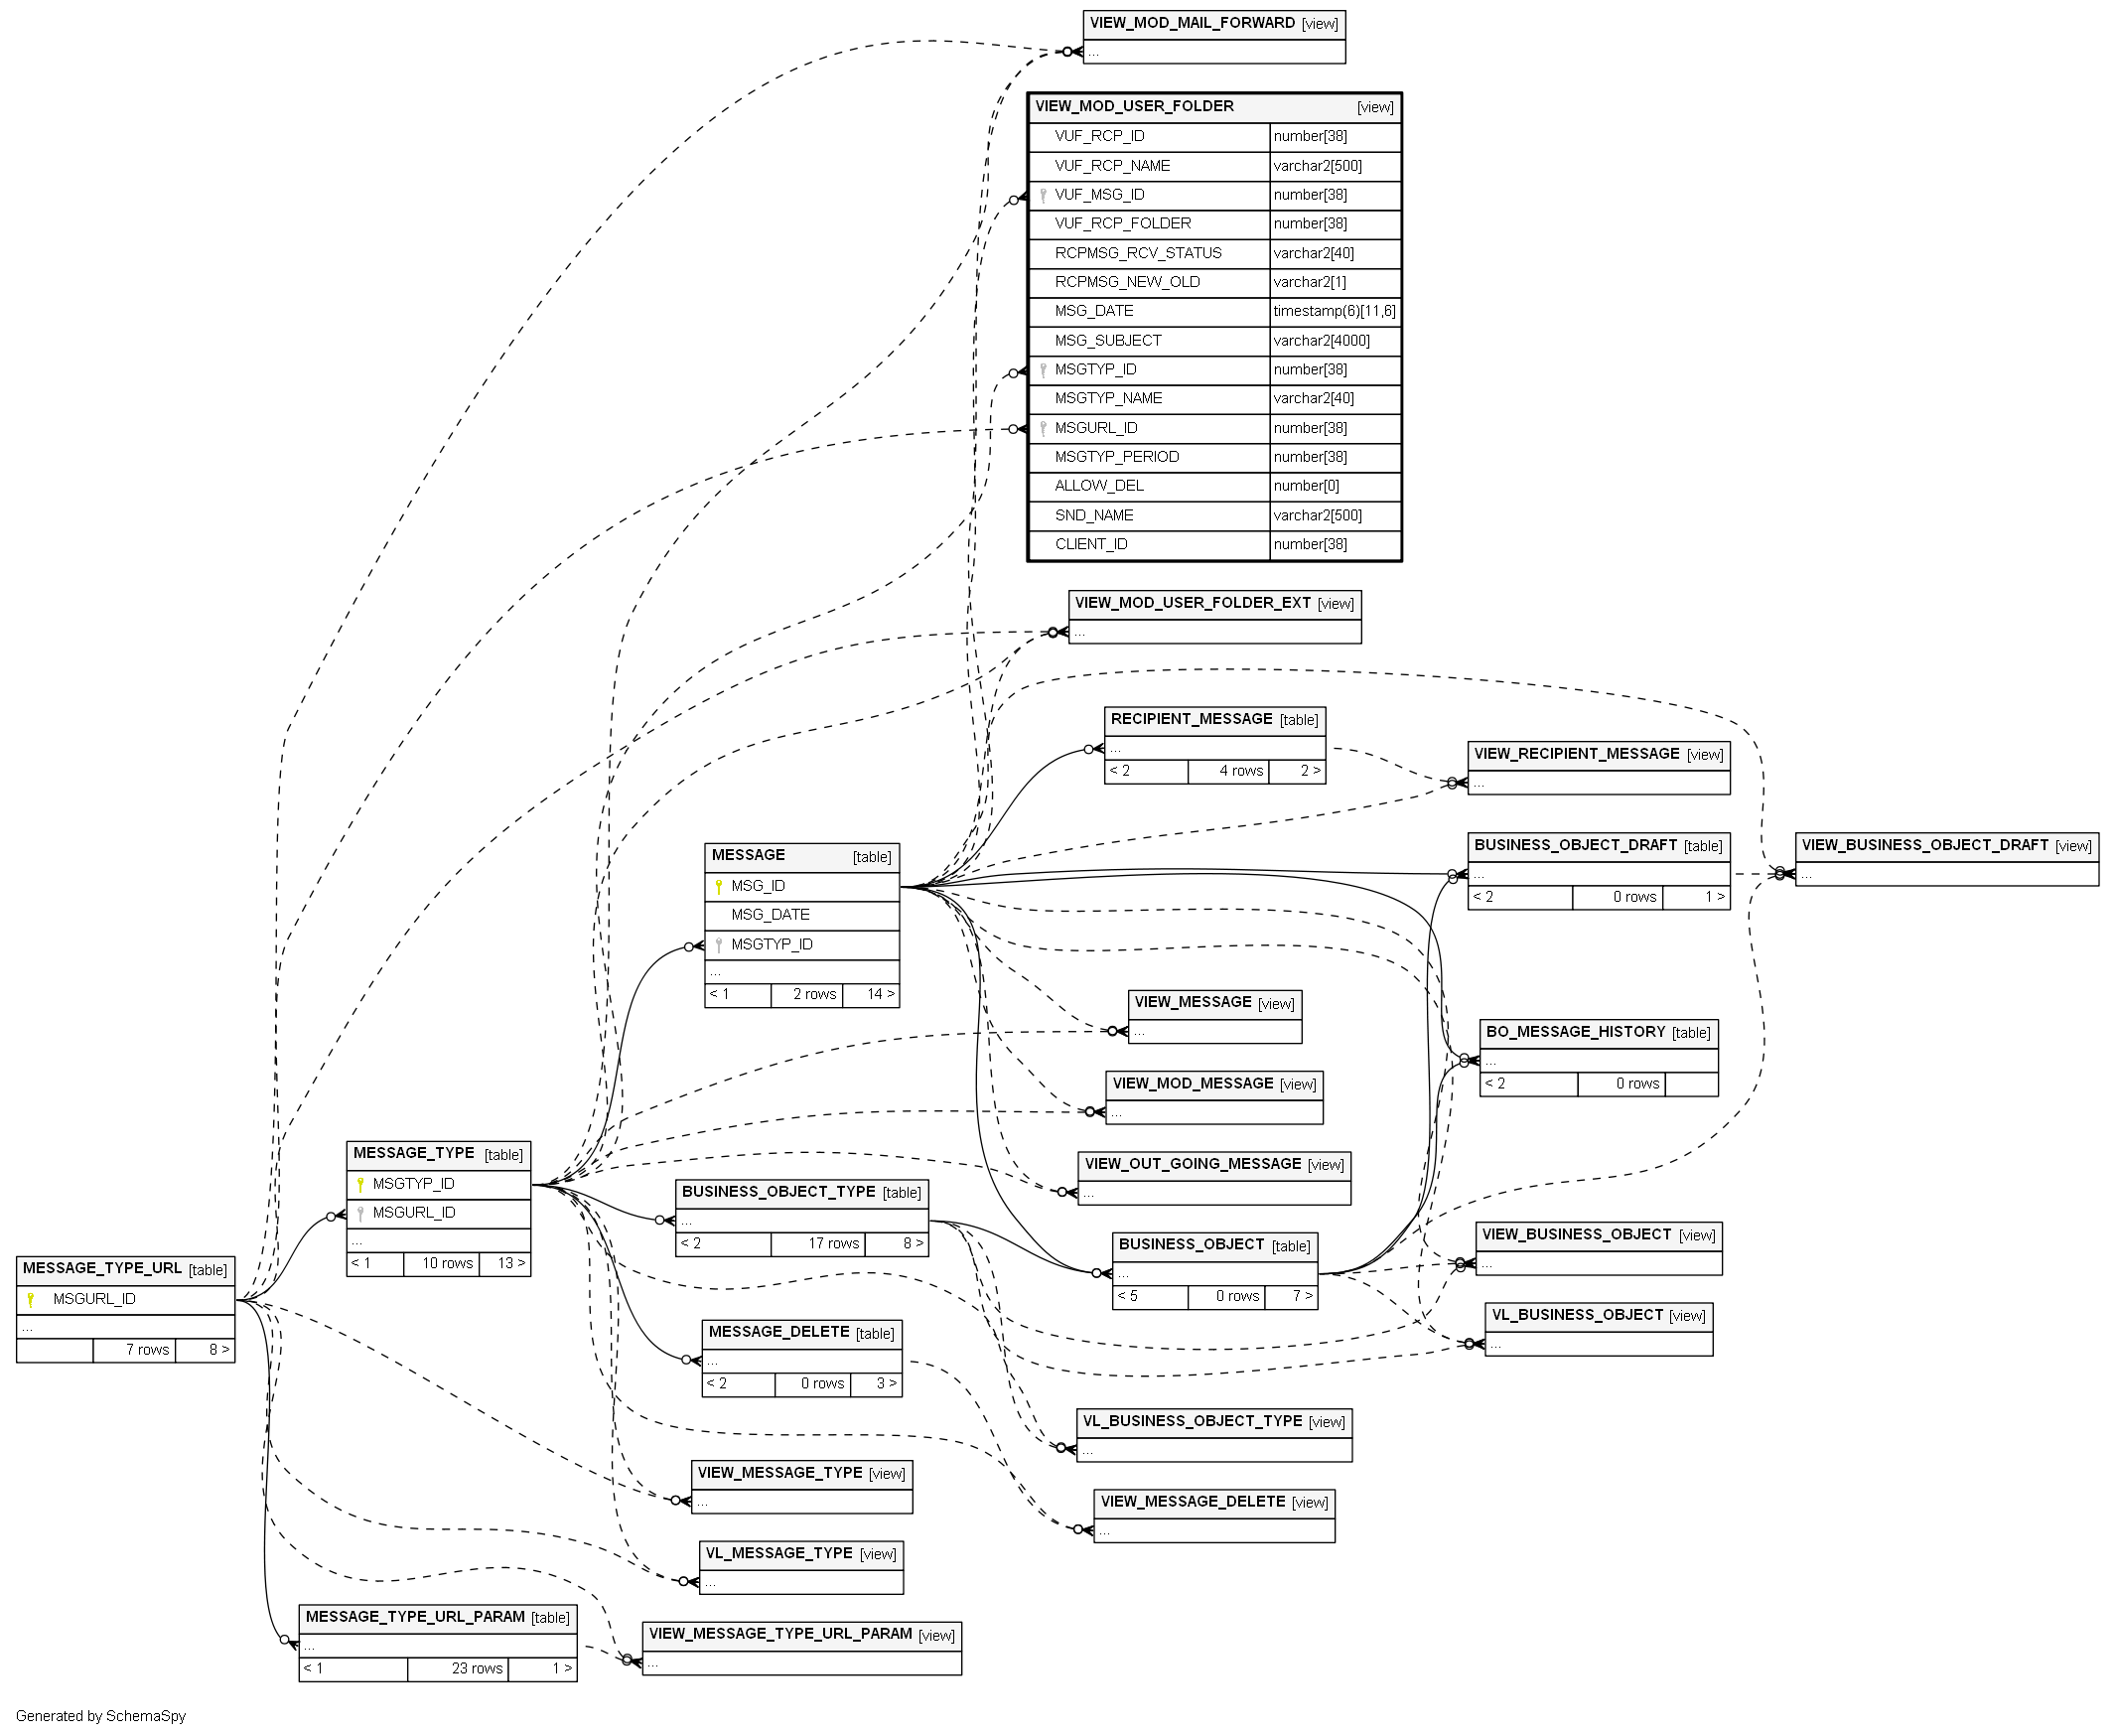 VIEW_MOD_MAIL_FORWARD [view]
...
VIEW_MOD_USER_FOLDER [view]
VUF_RCP_ID number[38]
VUF_RCP_NAME varchar2[500]
VUF_MSG_ID number[38]
VUF_RCP_FOLDER number[38]
RCPMSG_RCV_STATUS varchar2[40]
RCPMSG_NEW_OLD varchar2[1]
MSG_DATE timestamp(6)[11,6]
MSG_SUBJECT varchar2[4000]
MSGTYP_ID number[38]
MSGTYP_NAME varchar2[40]
MSGURL_ID number[38]
MSGTYP_PERIOD number[38]
ALLOW_DEL number[0]
SND_NAME varchar2[500]
CLIENT_ID number[38]
VIEW_MOD_USER_FOLDER_EXT [view]
...
RECIPIENT_MESSAGE [table]
...
< 2 4 rows 2 >
VIEW_RECIPIENT_MESSAGE [view]
...
BUSINESS_OBJECT_DRAFT [table]
...
< 2 0 rows 1 >
VIEW_BUSINESS_OBJECT_DRAFT [view]
...
MESSAGE [table]
MSG_ID
MSG_DATE
MSGTYP_ID
...
< 1 2 rows 14 >
VIEW_MESSAGE [view]
...
BO_MESSAGE_HISTORY [table]
...
< 2 0 rows
VIEW_MOD_MESSAGE [view]
...
MESSAGE_TYPE [table]
MSGTYP_ID
MSGURL_ID
...
< 1 10 rows 13 >
VIEW_OUT_GOING_MESSAGE [view]
...
BUSINESS_OBJECT_TYPE [table]
...
< 2 17 rows 8 >
BUSINESS_OBJECT [table]
...
< 5 0 rows 7 >
VIEW_BUSINESS_OBJECT [view]
...
MESSAGE_TYPE_URL [table]
MSGURL_ID
...
7 rows 8 >
VL_BUSINESS_OBJECT [view]
...
MESSAGE_DELETE [table]
...
< 2 0 rows 3 >
VL_BUSINESS_OBJECT_TYPE [view]
...
VIEW_MESSAGE_TYPE [view]
...
VIEW_MESSAGE_DELETE [view]
...
VL_MESSAGE_TYPE [view]
...
MESSAGE_TYPE_URL_PARAM [table]
...
< 1 23 rows 1 >
VIEW_MESSAGE_TYPE_URL_PARAM [view]
...
Generated by SchemaSpy